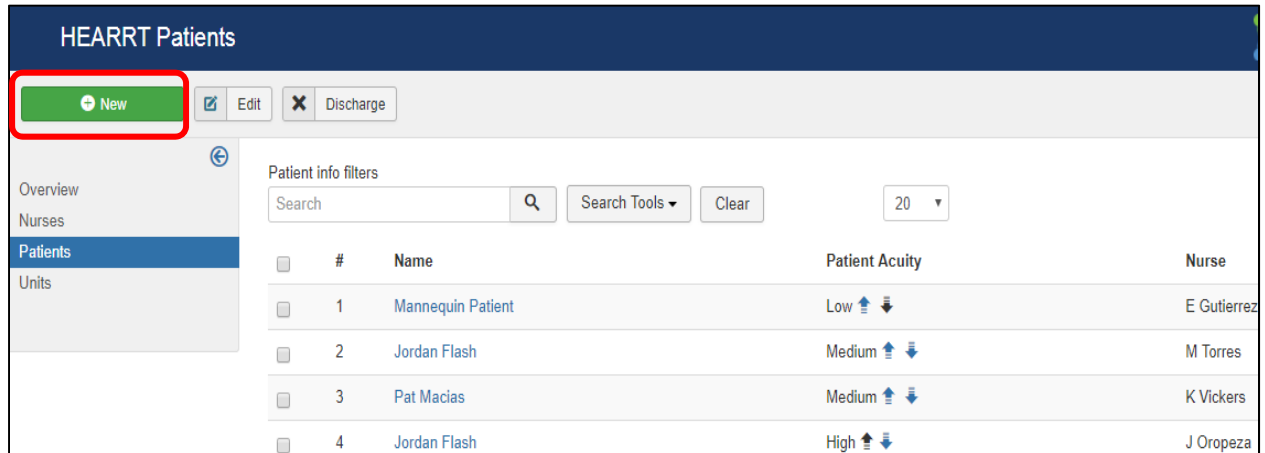 HEARRT Patients
New Edit Discharge
Overview
Nurses
Patients
Units
Patient info filters
Search Search Tools Clear 20
# Name Patient Acuity Nurse
1 Mannequin Patient Low E Gutierrez
2 Jordan Flash Medium M Torres
3 Pat Macias Medium K Vickers
4 Jordan Flash High J Oropeza